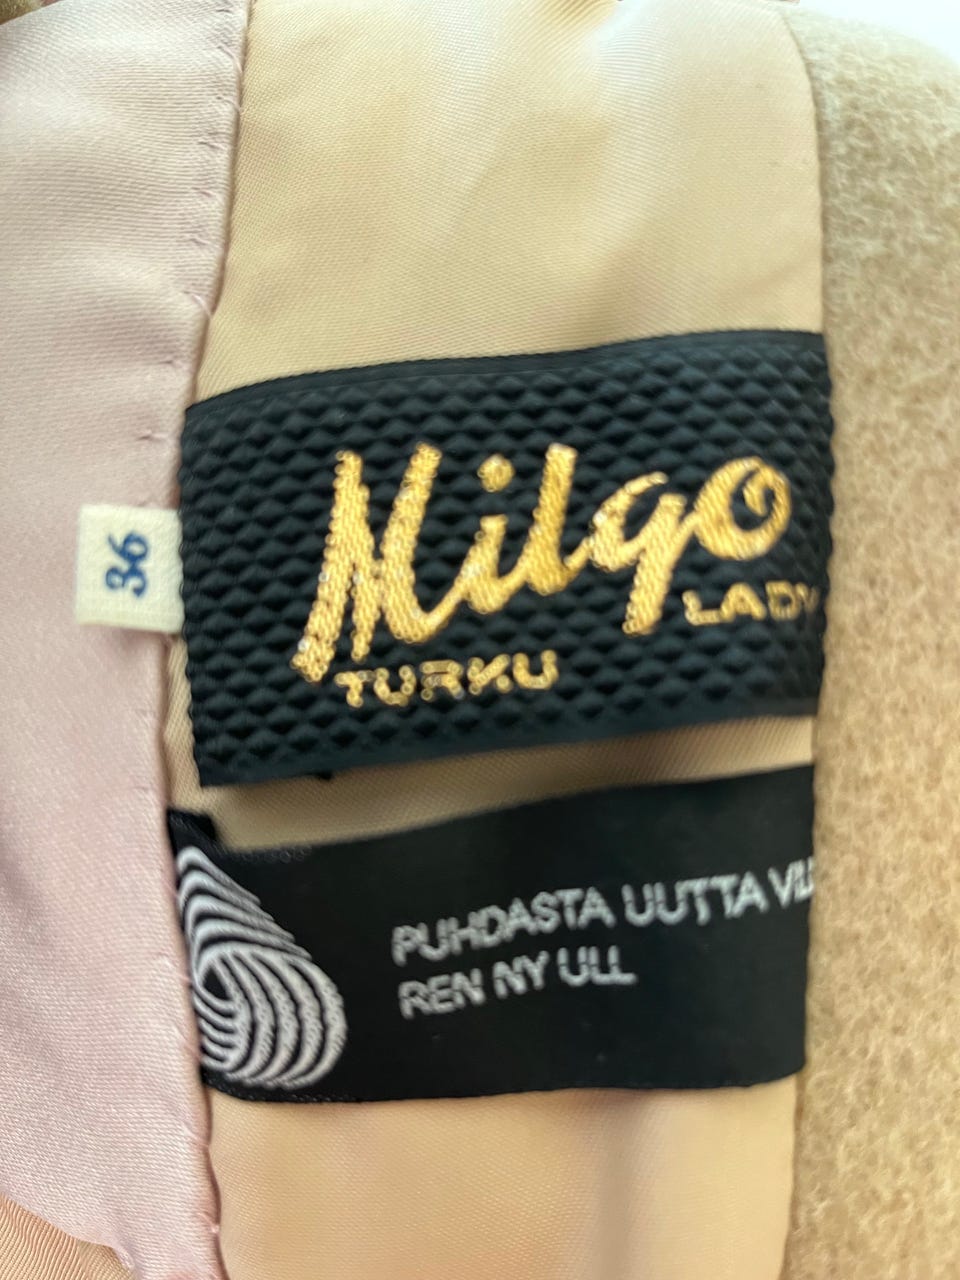 36
Milgo
LADY
TURKU
PUHDASTA UUTTA
REN NY ULL